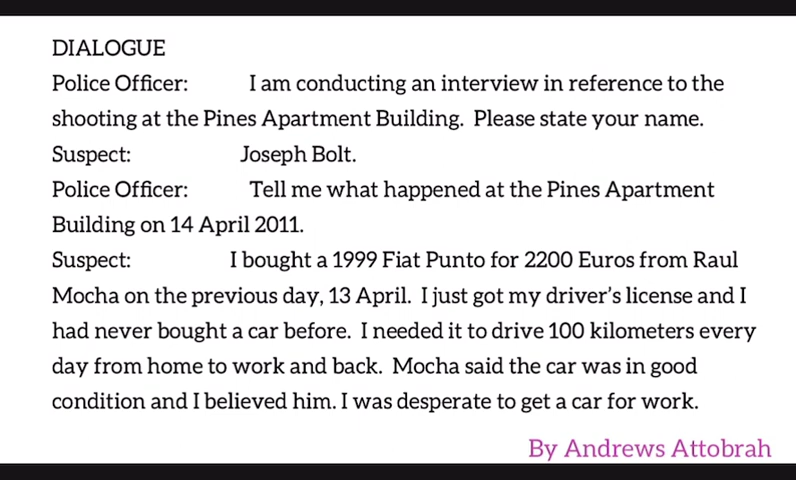 DIALOGUE
Police Officer: I am conducting an interview in reference to the
shooting at the Pines Apartment Building. Please state your name.
Suspect: Joseph Bolt.
Police Officer: Tell me what happened at the Pines Apartment
Building on 14 April 2011.
Suspect: I bought a 1999 Fiat Punto for 2200 Euros from Raul
Mocha on the previous day, 13 April. I just got my driver's license and I
had never bought a car before. I needed it to drive 100 kilometers every
day from home to work and back. Mocha said the car was in good
condition and I believed him. I was desperate to get a car for work.
By Andrews Attobrah